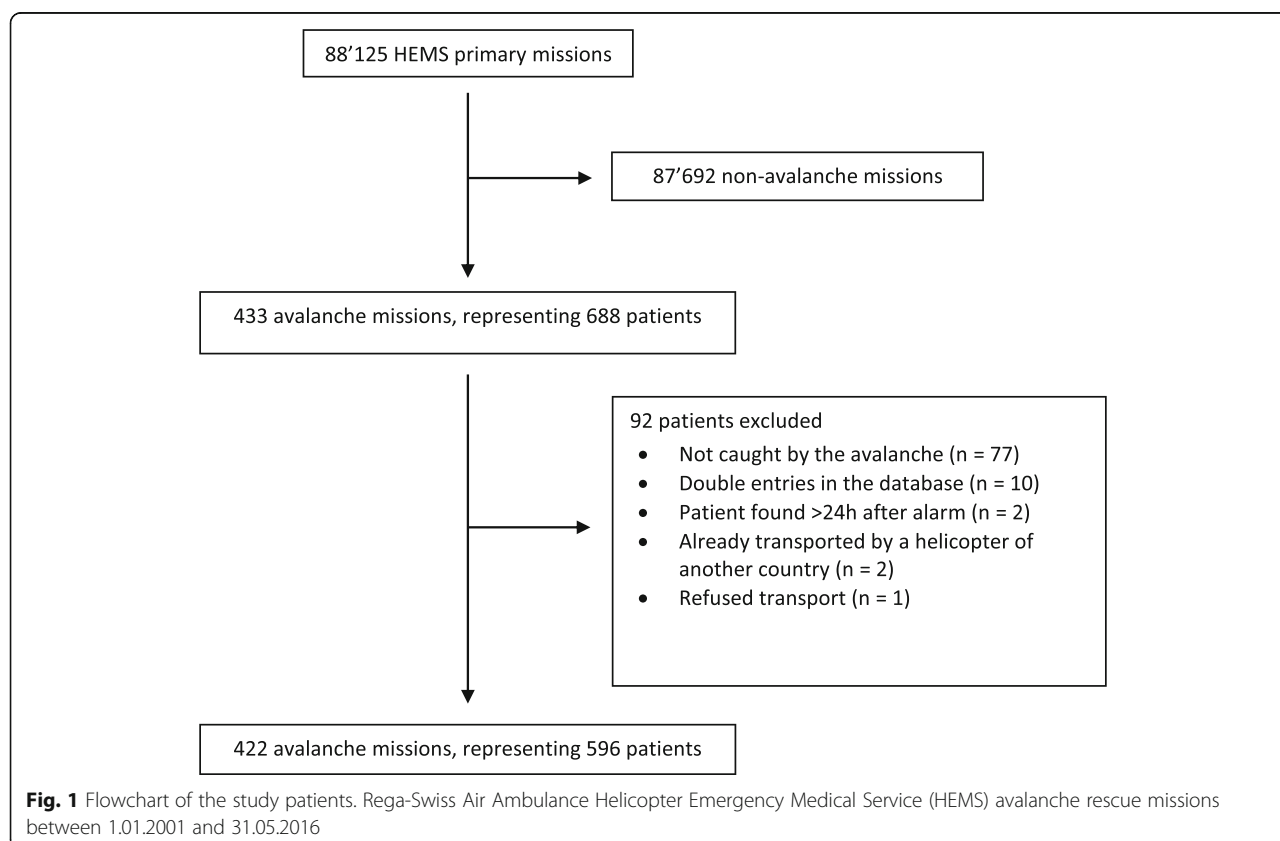 88’125 HEMS primary missions
87’692 non-avalanche missions
433 avalanche missions, representing 688 patients
92 patients excluded
• Not caught by the avalanche (n = 77)
• Double entries in the database (n = 10)
• Patient found >24h after alarm (n = 2)
• Already transported by a helicopter of
another country (n = 2)
• Refused transport (n = 1)
422 avalanche missions, representing 596 patients
Fig. 1 Flowchart of the study patients. Rega-Swiss Air Ambulance Helicopter Emergency Medical Service (HEMS) avalanche rescue missions
between 1.01.2001 and 31.05.2016